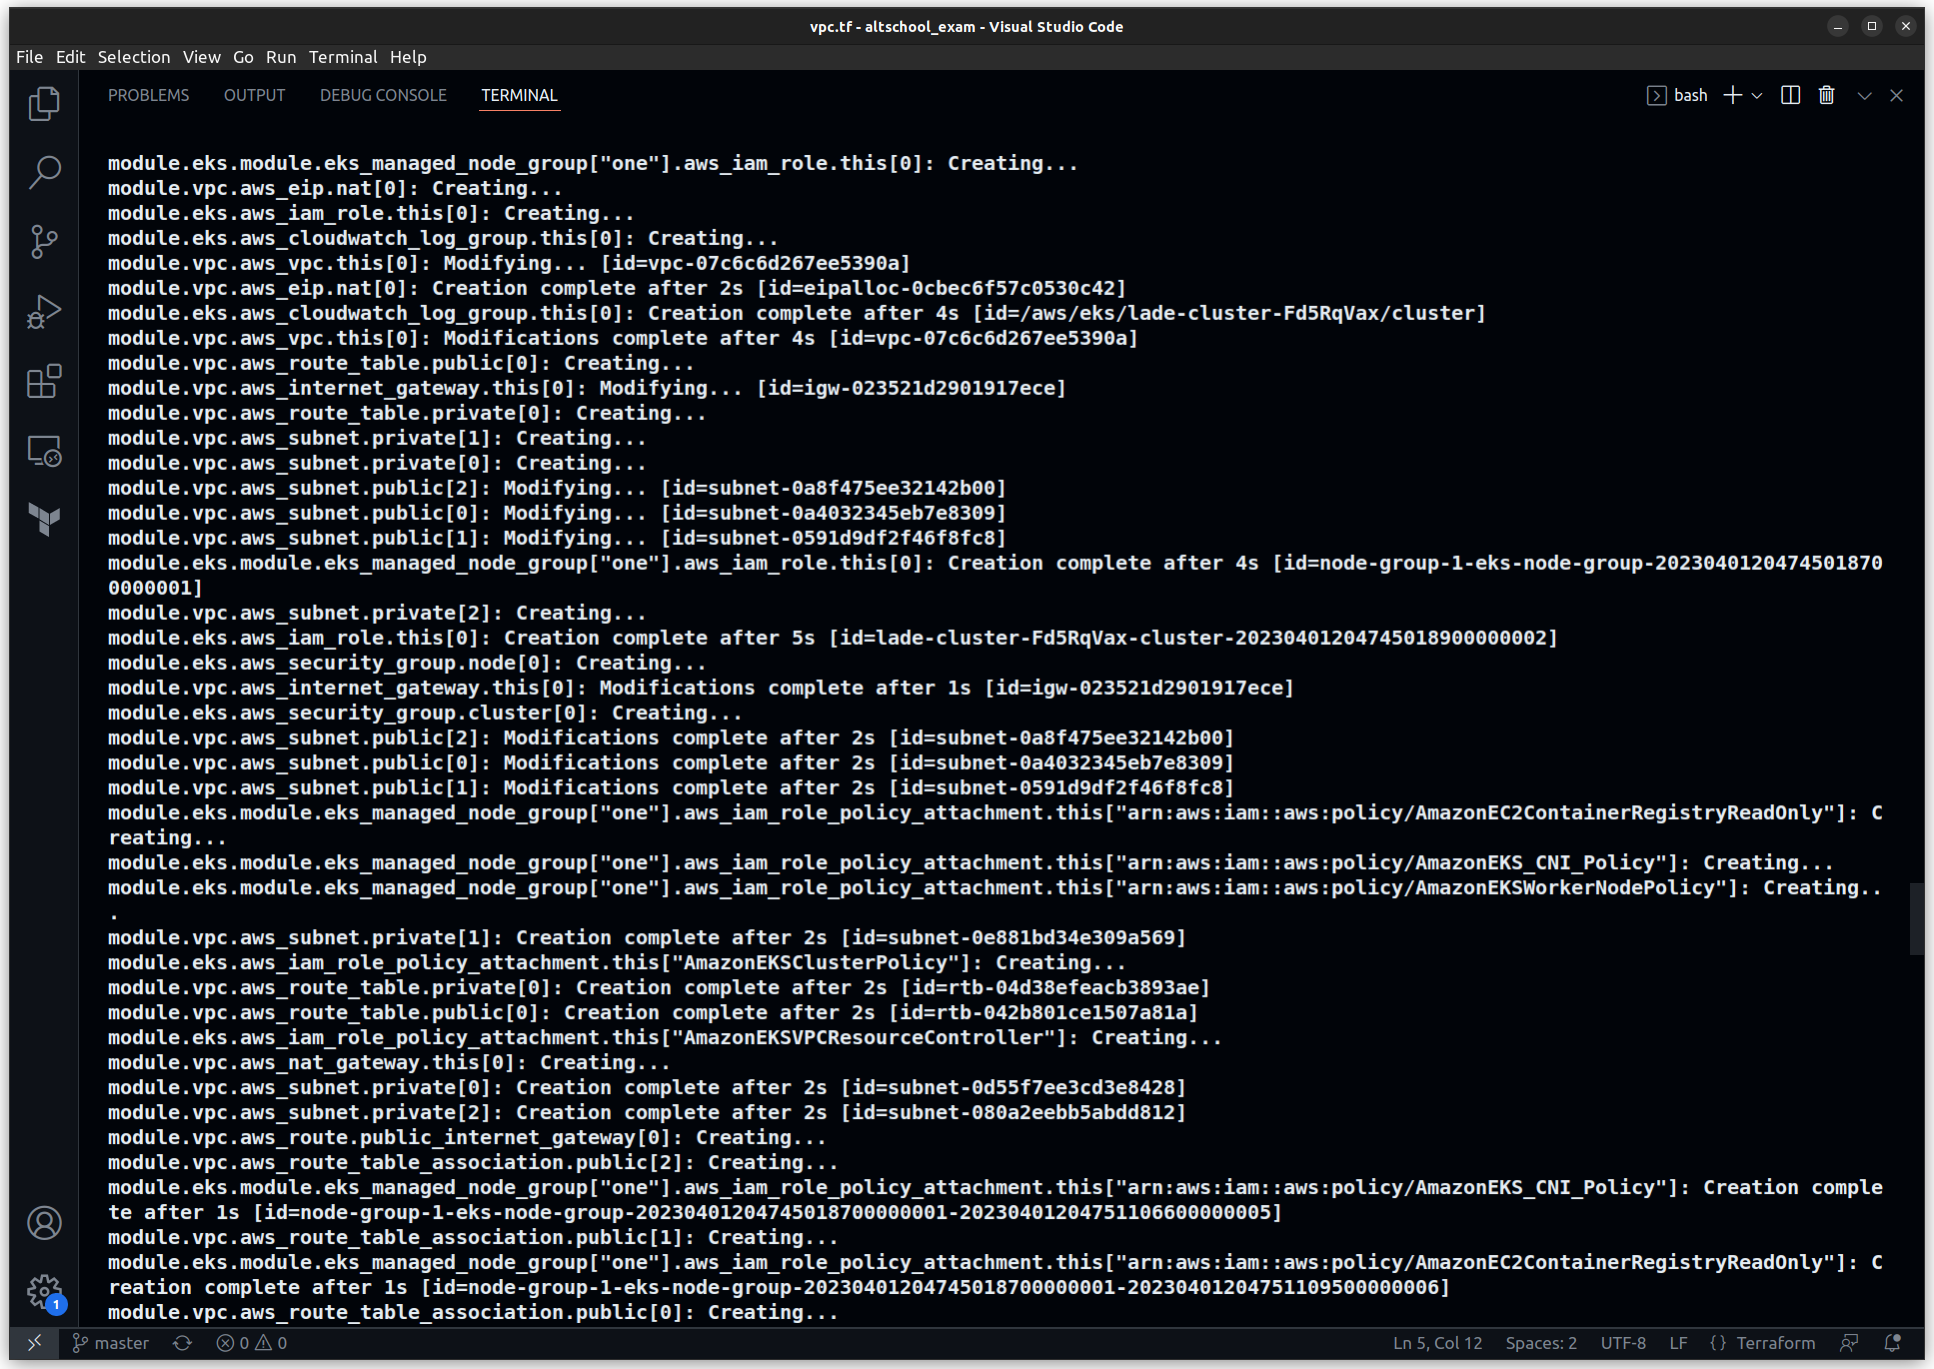 vpc.tf - altschool_exam - Visual Studio Code
File Edit Selection View Go Run Terminal Help
PROBLEMS OUTPUT DEBUG CONSOLE TERMINAL bash
module.eks.module.eks_managed_node_group["one"].aws_iam_role.this[0]: Creating...
module.vpc.aws_eip.nat[0]: Creating...
module.eks.aws_iam_role.this[0]: Creating...
module.eks.aws_cloudwatch_log_group.this[0]: Creating...
module.vpc.aws_vpc.this[0]: Modifying... [id=vpc-07c6c6d267ee5390a]
module.vpc.aws_eip.nat[0]: Creation complete after 2s [id=eipalloc-0cbec6f57c0530c42]
module.eks.aws_cloudwatch_log_group.this[0]: Creation complete after 4s [id=/aws/eks/lade-cluster-Fd5RqVax/cluster]
module.vpc.aws_vpc.this[0]: Modifications complete after 4s [id=vpc-07c6c6d267ee5390a]
module.vpc.aws_route_table.public[0]: Creating...
module.vpc.aws_internet_gateway.this[0]: Modifying... [id=igw-023521d2901917ece]
module.vpc.aws_route_table.private[0]: Creating...
module.vpc.aws_subnet.private[1]: Creating...
module.vpc.aws_subnet.private[0]: Creating...
module.vpc.aws_subnet.public[2]: Modifying... [id=subnet-0a8f475ee32142b00]
module.vpc.aws_subnet.public[0]: Modifying... [id=subnet-0a4032345eb7e8309]
module.vpc.aws_subnet.public[1]: Modifying... [id=subnet-0591d9df2f46f8fc8]
module.eks.module.eks_managed_node_group["one"].aws_iam_role.this[0]: Creation complete after 4s [id=node-group-1-eks-node-group-2023040120474501870
0000001]
module.vpc.aws_subnet.private[2]: Creating...
module.eks.aws_iam_role.this[0]: Creation complete after 5s [id=lade-cluster-Fd5RqVax-cluster-20230401204745018900000002]
module.eks.aws_security_group.node[0]: Creating...
module.vpc.aws_internet_gateway.this[0]: Modifications complete after 1s [id=igw-023521d2901917ece]
module.eks.aws_security_group.cluster[0]: Creating...
module.vpc.aws_subnet.public[2]: Modifications complete after 2s [id=subnet-0a8f475ee32142b00]
module.vpc.aws_subnet.public[0]: Modifications complete after 2s [id=subnet-0a4032345eb7e8309]
module.vpc.aws_subnet.public[1]: Modifications complete after 2s [id=subnet-0591d9df2f46f8fc8]
module.eks.module.eks_managed_node_group["one"].aws_iam_role_policy_attachment.this["arn:aws:iam::aws:policy/AmazonEC2ContainerRegistryReadOnly"]: C
reating...
module.eks.module.eks_managed_node_group["one"].aws_iam_role_policy_attachment.this["arn:aws:iam::aws:policy/AmazonEKS_CNI_Policy"]: Creating...
module.eks.module.eks_managed_node_group["one"].aws_iam_role_policy_attachment.this["arn:aws:iam::aws:policy/AmazonEKSWorkerNodePolicy"]: Creating..
.
module.vpc.aws_subnet.private[1]: Creation complete after 2s [id=subnet-0e881bd34e309a569]
module.eks.aws_iam_role_policy_attachment.this["AmazonEKSClusterPolicy"]: Creating...
module.vpc.aws_route_table.private[0]: Creation complete after 2s [id=rtb-04d38efeacb3893ae]
module.vpc.aws_route_table.public[0]: Creation complete after 2s [id=rtb-042b801ce1507a81a]
module.eks.aws_iam_role_policy_attachment.this["AmazonEKSVPCResourceController"]: Creating...
module.vpc.aws_nat_gateway.this[0]: Creating...
module.vpc.aws_subnet.private[0]: Creation complete after 2s [id=subnet-0d55f7ee3cd3e8428]
module.vpc.aws_subnet.private[2]: Creation complete after 2s [id=subnet-080a2eebb5abdd812]
module.vpc.aws_route.public_internet_gateway[0]: Creating...
module.vpc.aws_route_table_association.public[2]: Creating...
module.eks.module.eks_managed_node_group["one"].aws_iam_role_policy_attachment.this["arn:aws:iam::aws:policy/AmazonEKS_CNI_Policy"]: Creation comple
te after 1s [id=node-group-1-eks-node-group-20230401204745018700000001-20230401204751106600000005]
module.vpc.aws_route_table_association.public[1]: Creating...
module.eks.module.eks_managed_node_group["one"].aws_iam_role_policy_attachment.this["arn:aws:iam::aws:policy/AmazonEC2ContainerRegistryReadOnly"]: C
reation complete after 1s [id=node-group-1-eks-node-group-20230401204745018700000001-20230401204751109500000006]
module.vpc.aws_route_table_association.public[0]: Creating...
1
master 0 0 Ln 5, Col 12 Spaces: 2 UTF-8 LF {} Terraform